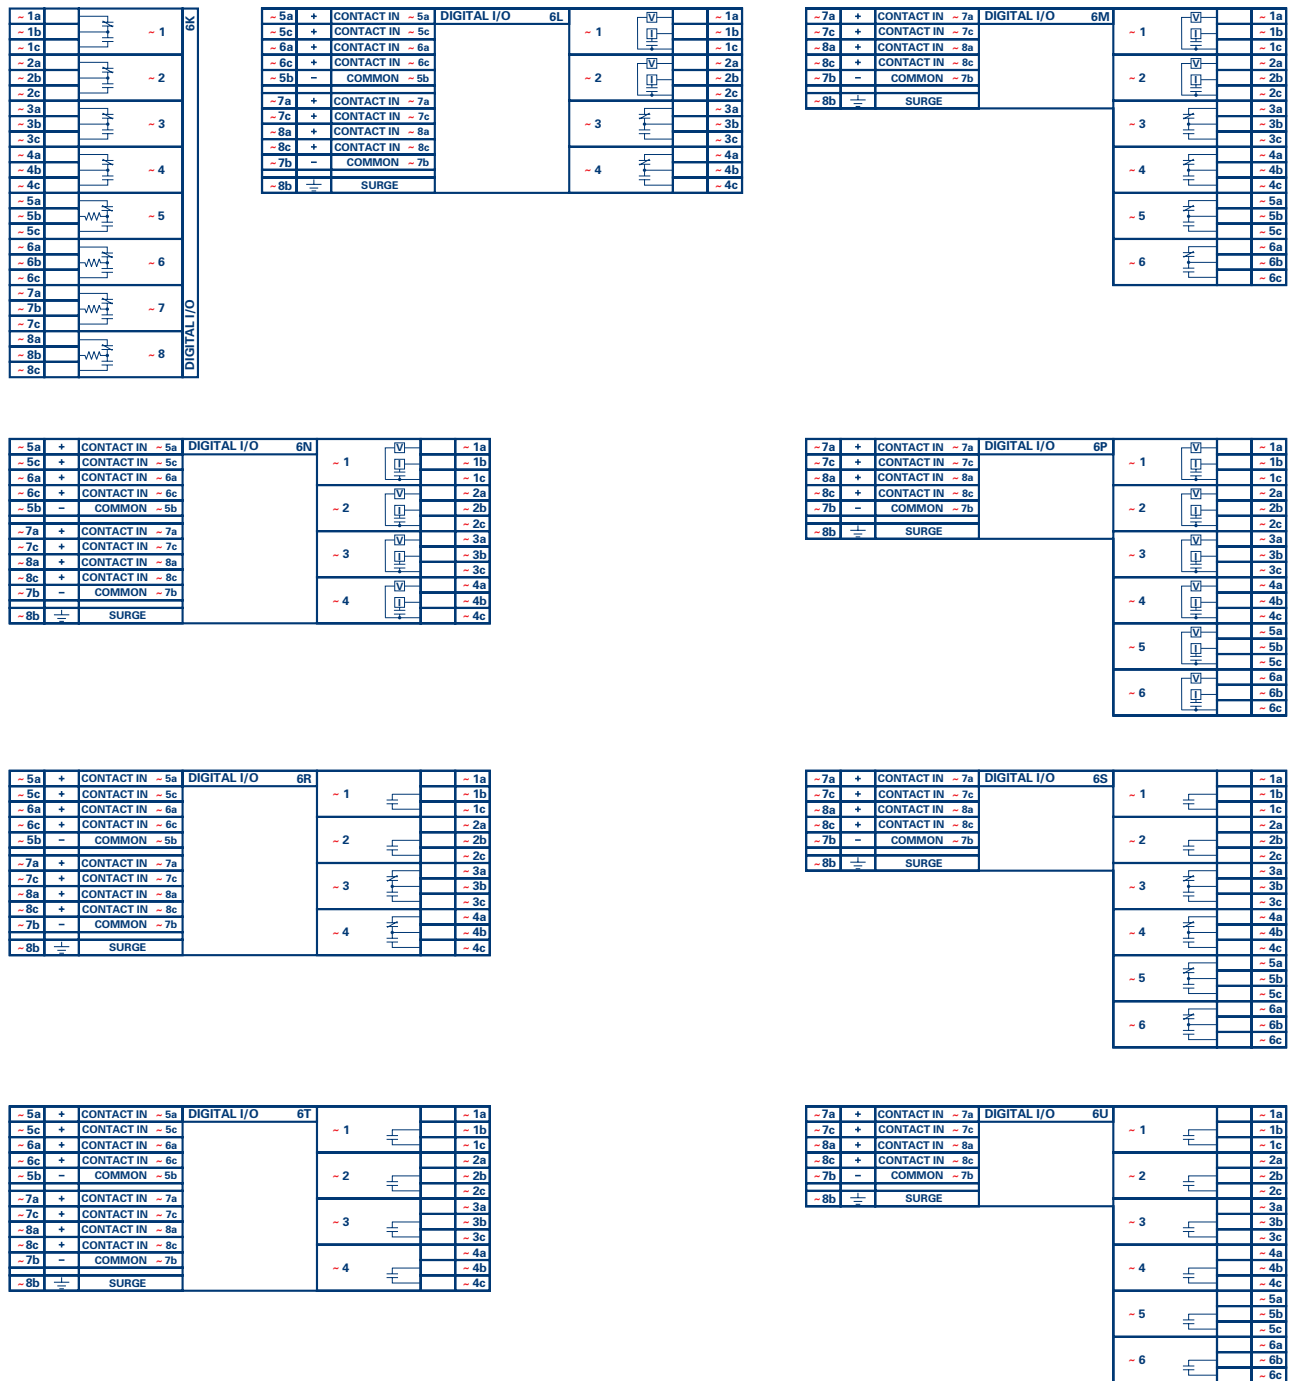 ~ 1a
~ 1b
~ 1c
~ 2a
~ 2b
~ 2c
~ 3a
~ 3b
~ 3c
~ 4a
~ 4b
~ 4c
~ 5a
~ 5b
~ 5c
~ 6a
~ 6b
~ 6c
~ 7a
~ 7b
~ 7c
~ 8a
~ 8b
~ 8c
~ 1
~ 2
~ 3
~ 4
~ 5
~ 6
~ 7
~ 8
DIGITAL I/O 6K
~ 5a + CONTACT IN ~ 5a DIGITAL I/O 6L
~ 5c + CONTACT IN ~ 5c
~ 6a + CONTACT IN ~ 6a
~ 6c + CONTACT IN ~ 6c
~ 5b − COMMON ~ 5b
~ 7a + CONTACT IN ~ 7a
~ 7c + CONTACT IN ~ 7c
~ 8a + CONTACT IN ~ 8a
~ 8c + CONTACT IN ~ 8c
~ 7b − COMMON ~ 7b
~ 8b SURGE
~ 1 V I
~ 2 V I
~ 3
~ 4
~ 1a
~ 1b
~ 1c
~ 2a
~ 2b
~ 2c
~ 3a
~ 3b
~ 3c
~ 4a
~ 4b
~ 4c
~ 7a + CONTACT IN ~ 7a DIGITAL I/O 6M
~ 7c + CONTACT IN ~ 7c
~ 8a + CONTACT IN ~ 8a
~ 8c + CONTACT IN ~ 8c
~ 7b − COMMON ~ 7b
~ 8b SURGE
~ 1 V I
~ 2 V I
~ 3
~ 4
~ 5
~ 6
~ 1a
~ 1b
~ 1c
~ 2a
~ 2b
~ 2c
~ 3a
~ 3b
~ 3c
~ 4a
~ 4b
~ 4c
~ 5a
~ 5b
~ 5c
~ 6a
~ 6b
~ 6c
~ 5a + CONTACT IN ~ 5a DIGITAL I/O 6N
~ 5c + CONTACT IN ~ 5c
~ 6a + CONTACT IN ~ 6a
~ 6c + CONTACT IN ~ 6c
~ 5b − COMMON ~ 5b
~ 7a + CONTACT IN ~ 7a
~ 7c + CONTACT IN ~ 7c
~ 8a + CONTACT IN ~ 8a
~ 8c + CONTACT IN ~ 8c
~ 7b − COMMON ~ 7b
~ 8b SURGE
~ 1 V I
~ 2 V I
~ 3 V I
~ 4 V I
~ 1a
~ 1b
~ 1c
~ 2a
~ 2b
~ 2c
~ 3a
~ 3b
~ 3c
~ 4a
~ 4b
~ 4c
~ 7a + CONTACT IN ~ 7a DIGITAL I/O 6P
~ 7c + CONTACT IN ~ 7c
~ 8a + CONTACT IN ~ 8a
~ 8c + CONTACT IN ~ 8c
~ 7b − COMMON ~ 7b
~ 8b SURGE
~ 1 V I
~ 2 V I
~ 3 V I
~ 4 V I
~ 5 V I
~ 6 V I
~ 1a
~ 1b
~ 1c
~ 2a
~ 2b
~ 2c
~ 3a
~ 3b
~ 3c
~ 4a
~ 4b
~ 4c
~ 5a
~ 5b
~ 5c
~ 6a
~ 6b
~ 6c
~ 5a + CONTACT IN ~ 5a DIGITAL I/O 6R
~ 5c + CONTACT IN ~ 5c
~ 6a + CONTACT IN ~ 6a
~ 6c + CONTACT IN ~ 6c
~ 5b − COMMON ~ 5b
~ 7a + CONTACT IN ~ 7a
~ 7c + CONTACT IN ~ 7c
~ 8a + CONTACT IN ~ 8a
~ 8c + CONTACT IN ~ 8c
~ 7b − COMMON ~ 7b
~ 8b SURGE
~ 1
~ 2
~ 3
~ 4
~ 1a
~ 1b
~ 1c
~ 2a
~ 2b
~ 2c
~ 3a
~ 3b
~ 3c
~ 4a
~ 4b
~ 4c
~ 7a + CONTACT IN ~ 7a DIGITAL I/O 6S
~ 7c + CONTACT IN ~ 7c
~ 8a + CONTACT IN ~ 8a
~ 8c + CONTACT IN ~ 8c
~ 7b − COMMON ~ 7b
~ 8b SURGE
~ 1
~ 2
~ 3
~ 4
~ 5
~ 6
~ 1a
~ 1b
~ 1c
~ 2a
~ 2b
~ 2c
~ 3a
~ 3b
~ 3c
~ 4a
~ 4b
~ 4c
~ 5a
~ 5b
~ 5c
~ 6a
~ 6b
~ 6c
~ 5a + CONTACT IN ~ 5a DIGITAL I/O 6T
~ 5c + CONTACT IN ~ 5c
~ 6a + CONTACT IN ~ 6a
~ 6c + CONTACT IN ~ 6c
~ 5b − COMMON ~ 5b
~ 7a + CONTACT IN ~ 7a
~ 7c + CONTACT IN ~ 7c
~ 8a + CONTACT IN ~ 8a
~ 8c + CONTACT IN ~ 8c
~ 7b − COMMON ~ 7b
~ 8b SURGE
~ 1
~ 2
~ 3
~ 4
~ 1a
~ 1b
~ 1c
~ 2a
~ 2b
~ 2c
~ 3a
~ 3b
~ 3c
~ 4a
~ 4b
~ 4c
~ 7a + CONTACT IN ~ 7a DIGITAL I/O 6U
~ 7c + CONTACT IN ~ 7c
~ 8a + CONTACT IN ~ 8a
~ 8c + CONTACT IN ~ 8c
~ 7b − COMMON ~ 7b
~ 8b SURGE
~ 1
~ 2
~ 3
~ 4
~ 5
~ 6
~ 1a
~ 1b
~ 1c
~ 2a
~ 2b
~ 2c
~ 3a
~ 3b
~ 3c
~ 4a
~ 4b
~ 4c
~ 5a
~ 5b
~ 5c
~ 6a
~ 6b
~ 6c